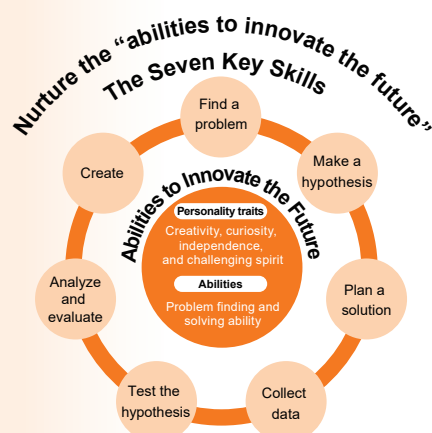 Nurture the “abilities to innovate the future”
The Seven Key Skills
Find a
problem
Make a
hypothesis
Plan a
solution
Collect
data
Test the
hypothesis
Analyze
and
evaluate
Create
Abilities to Innovate the Future
Personality traits
Creativity, curiosity,
independence,
and challenging spirit
Abilities
Problem finding and
solving ability